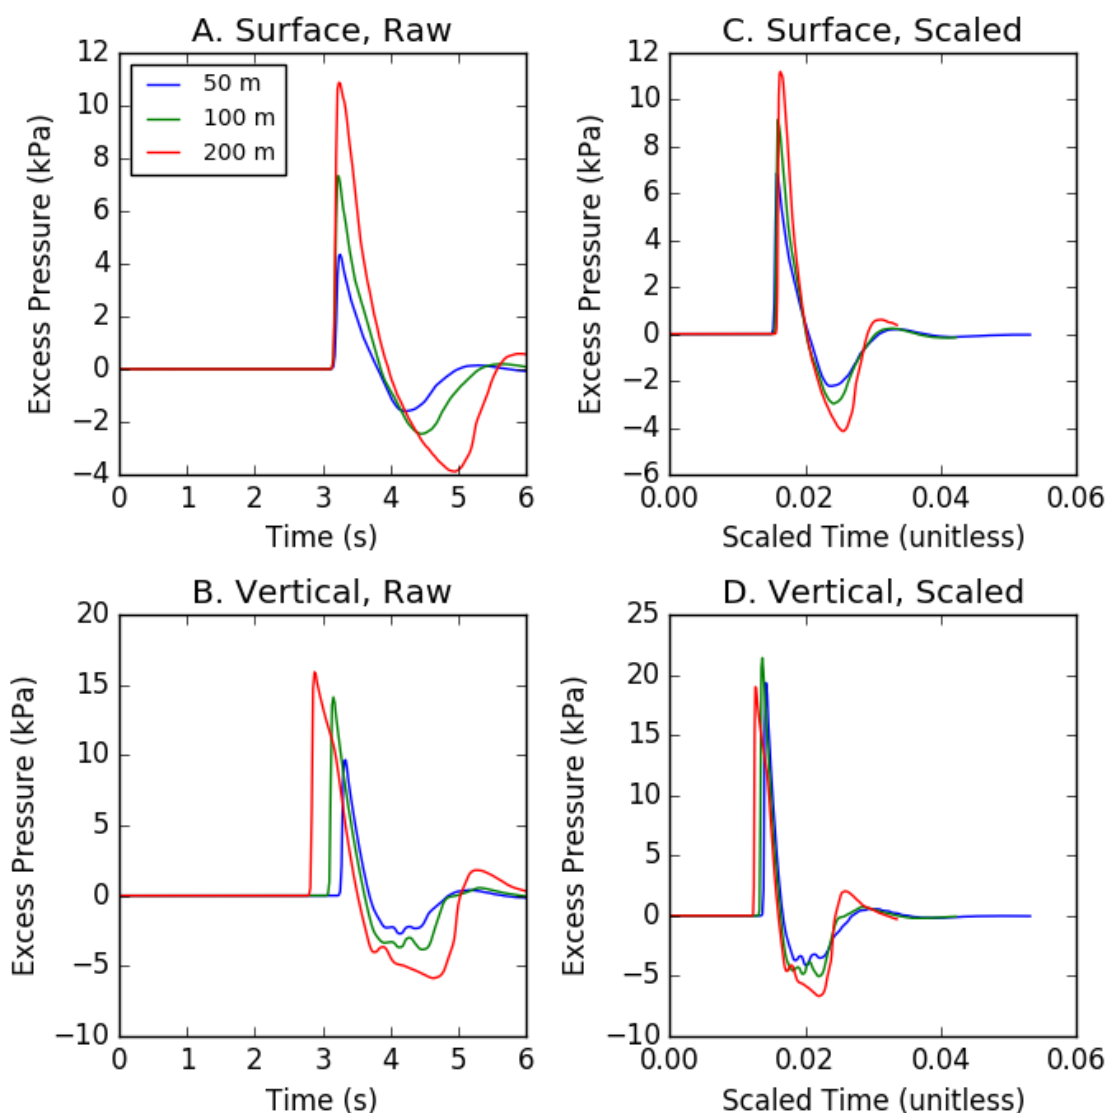 A. Surface, Raw
12
10
8
6
4
2
0
−2
−4
Excess Pressure (kPa)
50 m
100 m
200 m
0 1 2 3 4 5 6
Time (s)
C. Surface, Scaled
12
10
8
6
4
2
0
−2
−4
−6
Excess Pressure (kPa)
0.00 0.02 0.04 0.06
Scaled Time (unitless)
B. Vertical, Raw
20
15
10
5
0
−5
−10
Excess Pressure (kPa)
0 1 2 3 4 5 6
Time (s)
D. Vertical, Scaled
25
20
15
10
5
0
−5
−10
Excess Pressure (kPa)
0.00 0.02 0.04 0.06
Scaled Time (unitless)